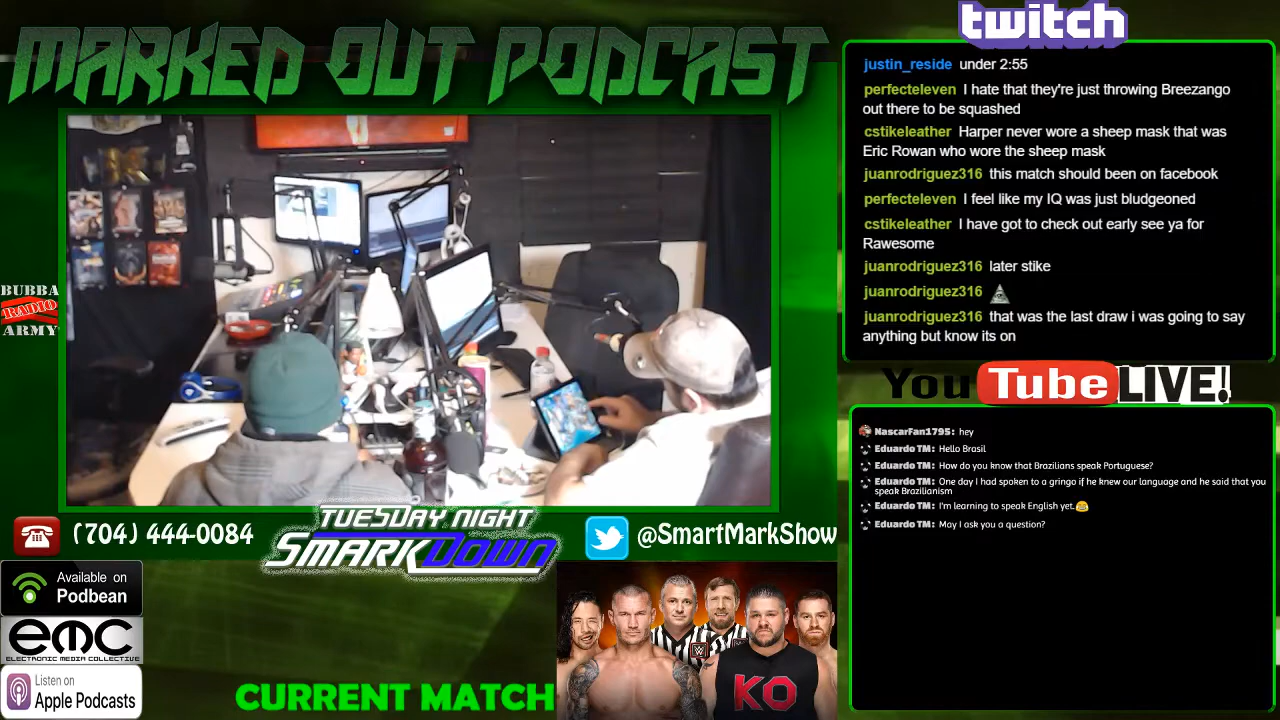 MARKED OUT PODCAST
twitch
justin_reside under 2:55
perfecteleven I hate that they're just throwing Breezango
out there to be squashed
cstikeleather Harper never wore a sheep mask that was
Eric Rowan who wore the sheep mask
juanrodriguez316 this match should been on facebook
perfecteleven I feel like my IQ was just bludgeoned
cstikeleather I have got to check out early see ya for
Rawesome
juanrodriguez316 later stike
juanrodriguez316
juanrodriguez316 that was the last draw i was going to say
anything but know its on
BUBBA
RADIO
ARMY
You Tube LIVE!
NascarFan1795: hey
Eduardo TM: Hello Brasil
Eduardo TM: How do you know that Brazilians speak Portuguese?
Eduardo TM: One day I had spoken to a gringo if he knew our language and he said that you
speak Brazilianism
Eduardo TM: I'm learning to speak English yet.😂
Eduardo TM: May I ask you a question?
(704) 444-0084
TUESDAY NIGHT
SMARKDOWN
@SmartMarkShow
Available on
Podbean
emc
ELECTRONIC MEDIA COLLECTIVE
Listen on
Apple Podcasts
CURRENT MATCH
KO